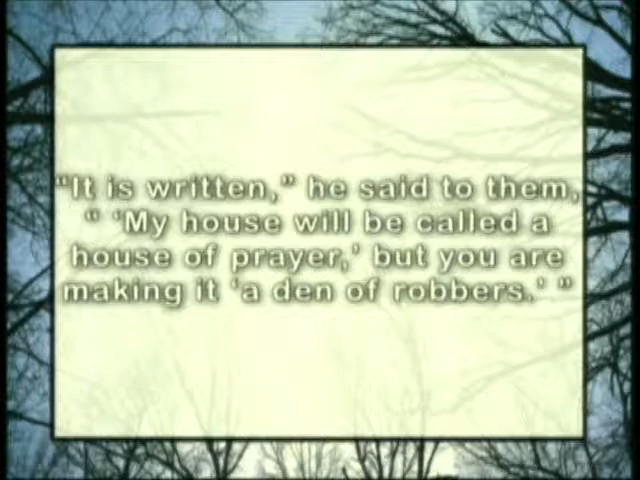 “It is written,” he said to them,
“ ‘My house will be called a
house of prayer,’ but you are
making it ‘a den of robbers.’ ”